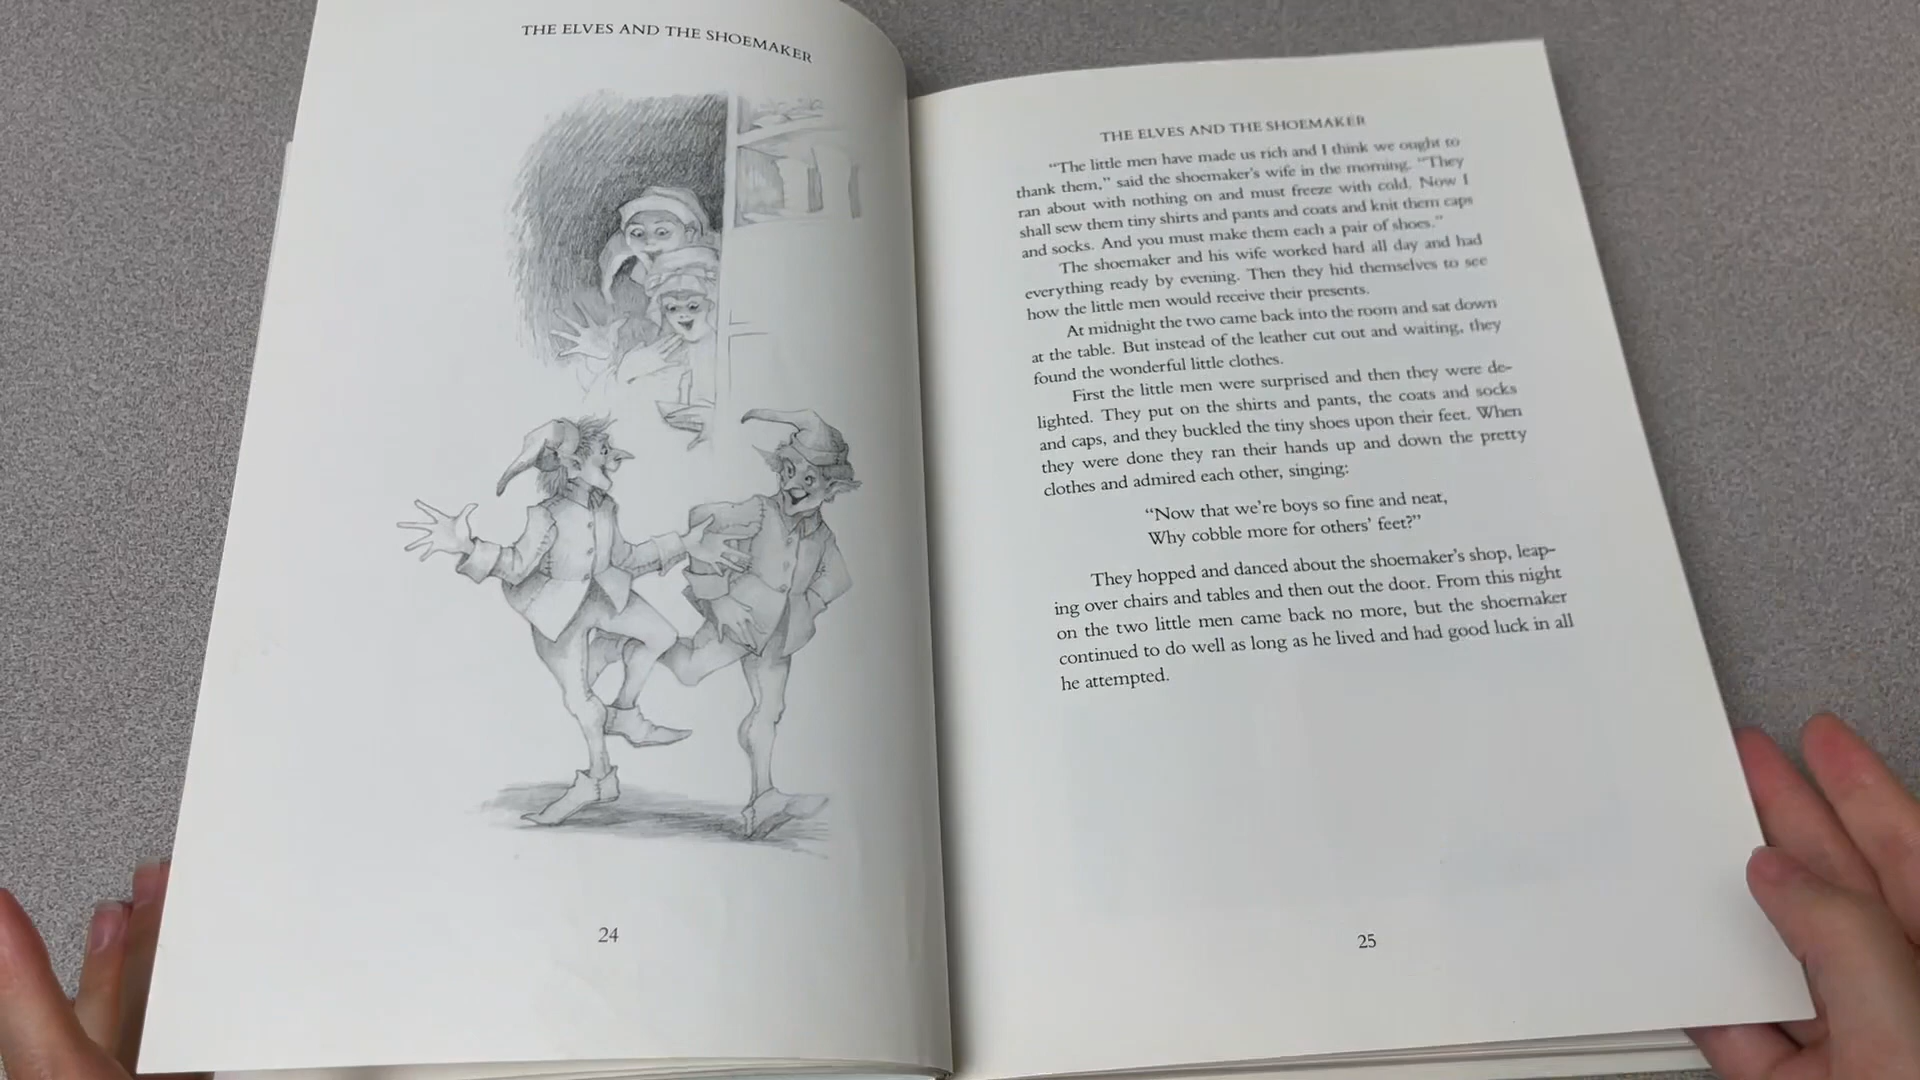 THE ELVES AND THE SHOEMAKER
24
THE ELVES AND THE SHOEMAKER
“The little men have made us rich and I think we ought to
thank them,” said the shoemaker’s wife in the morning. “They
ran about with nothing on and must freeze with cold. Now I
shall sew them tiny shirts and pants and coats and knit them caps
and socks. And you must make them each a pair of shoes.”
The shoemaker and his wife worked hard all day and had
everything ready by evening. Then they hid themselves to see
how the little men would receive their presents.
At midnight the two came back into the room and sat down
at the table. But instead of the leather cut out and waiting, they
found the wonderful little clothes.
First the little men were surprised and then they were de-
lighted. They put on the shirts and pants, the coats and socks
and caps, and they buckled the tiny shoes upon their feet. When
they were done they ran their hands up and down the pretty
clothes and admired each other, singing:
“Now that we’re boys so fine and neat,
Why cobble more for others’ feet?”
They hopped and danced about the shoemaker’s shop, leap-
ing over chairs and tables and then out the door. From this night
on the two little men came back no more, but the shoemaker
continued to do well as long as he lived and had good luck in all
he attempted.
25